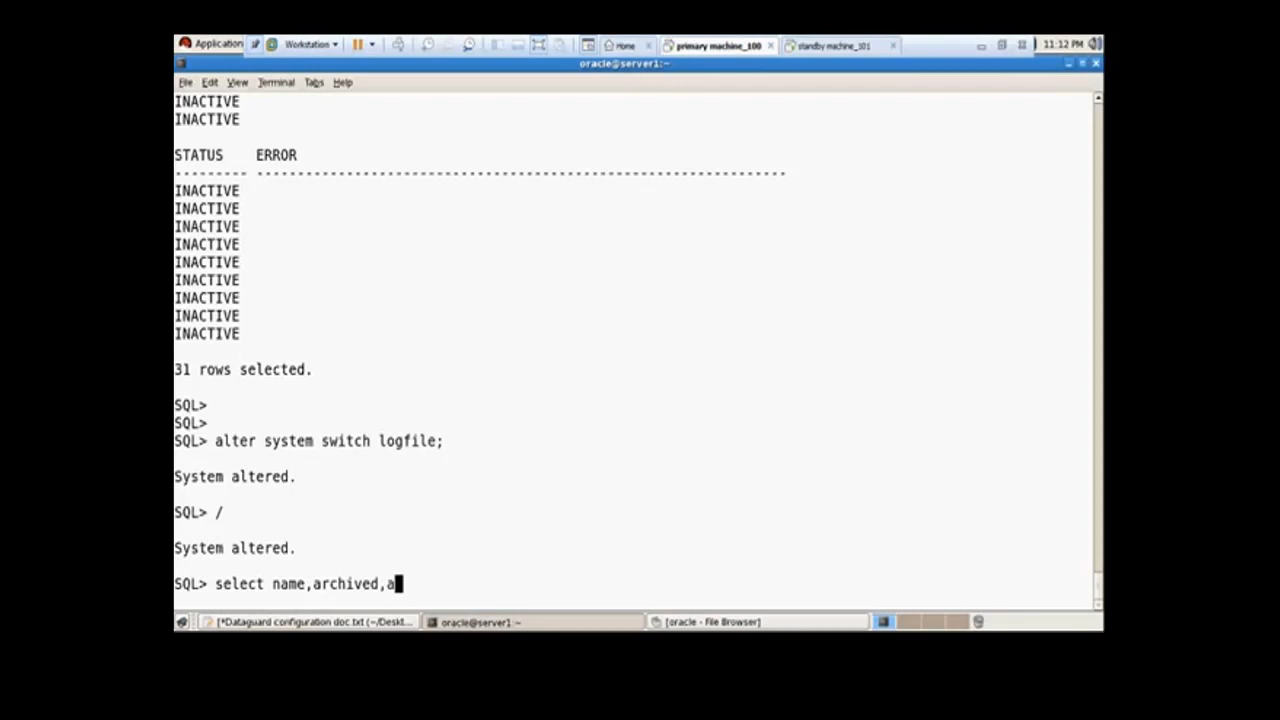 Application Workstation Home primary machine_100 standby machine_101 11:12 PM
oracle@server1:~
File Edit View Terminal Tabs Help
INACTIVE
INACTIVE
STATUS ERROR
--------- -----------------------------------------------------------------
INACTIVE
INACTIVE
INACTIVE
INACTIVE
INACTIVE
INACTIVE
INACTIVE
INACTIVE
INACTIVE
31 rows selected.
SQL>
SQL>
SQL> alter system switch logfile;
System altered.
SQL> /
System altered.
SQL> select name,archived,a
[*Dataguard configuration doc.txt (~/Deskt... oracle@server1:~ [oracle - File Browser]